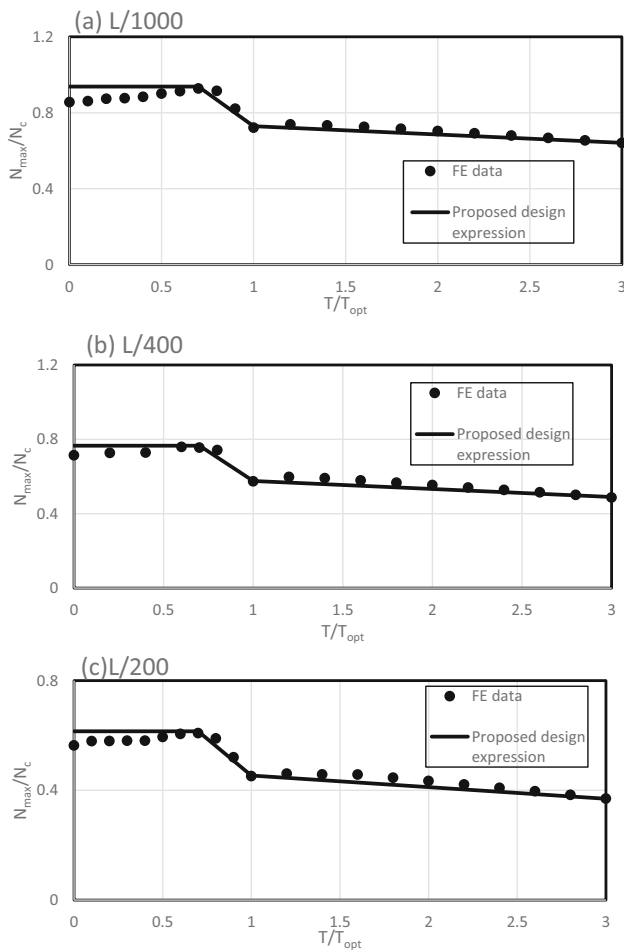 (a) L/1000
1.2
0.8
0.4
0
N_max/N_c
FE data
Proposed design
expression
0 0.5 1 1.5 2 2.5 3
T/T_opt
(b) L/400
1.2
0.8
0.4
0
N_max/N_c
FE data
Proposed design
expression
0 0.5 1 1.5 2 2.5 3
T/T_opt
(c)L/200
0.8
0.4
0
N_max/N_c
FE data
Proposed design
expression
0 0.5 1 1.5 2 2.5 3
T/T_opt